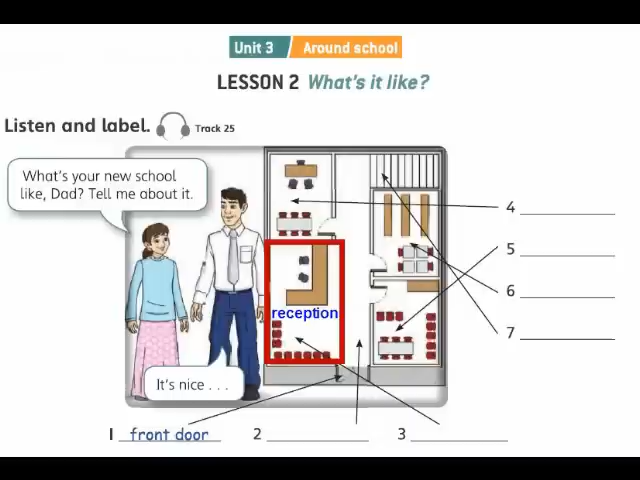 Unit 3 Around school
LESSON 2 What's it like?
Listen and label. Track 25
What's your new school
like, Dad? Tell me about it.
reception
It's nice . . .
4
5
6
7
1 front door 2 3